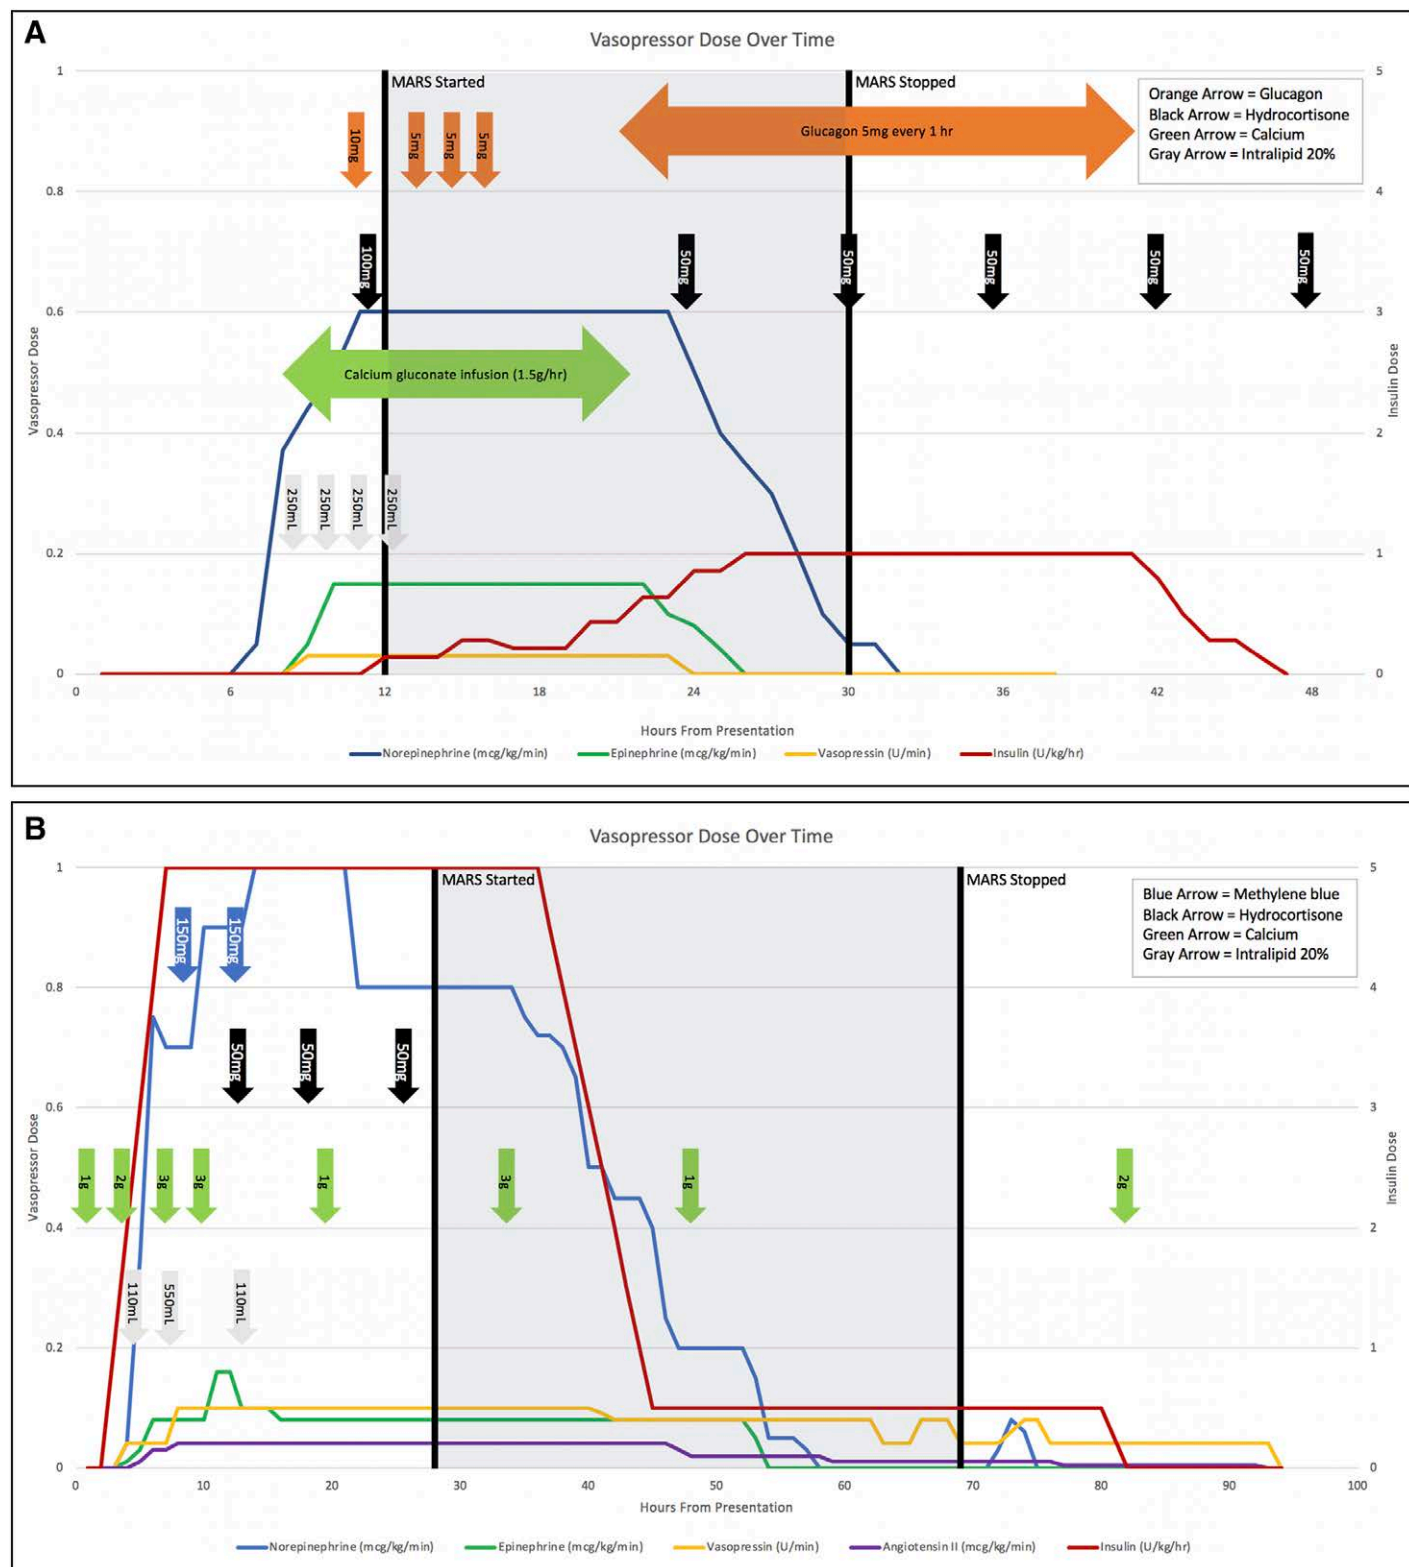 A
Vasopressor Dose Over Time
1
5
MARS Started
MARS Stopped
Orange Arrow = Glucagon
Black Arrow = Hydrocortisone
Green Arrow = Calcium
Gray Arrow = Intralipid 20%
10mg
5mg
5mg
5mg
Glucagon 5mg every 1 hr
0.8
4
100mg
50mg
50mg
50mg
50mg
50mg
0.6
3
Calcium gluconate infusion (1.5g/hr)
Vasopressor Dose
Insulin Dose
0.4
2
250mL
250mL
250mL
250mL
0.2
1
0
0
0
6
12
18
24
30
36
42
48
Hours From Presentation
Norepinephrine (mcg/kg/min)
Epinephrine (mcg/kg/min)
Vasopressin (U/min)
Insulin (U/kg/hr)
B
Vasopressor Dose Over Time
1
5
MARS Started
MARS Stopped
Blue Arrow = Methylene blue
Black Arrow = Hydrocortisone
Green Arrow = Calcium
Gray Arrow = Intralipid 20%
150mg
150mg
0.8
4
50mg
50mg
50mg
0.6
3
Vasopressor Dose
Insulin Dose
1g
2g
3g
3g
1g
3g
1g
2g
0.4
2
110mL
550mL
110mL
0.2
1
0
0
0
10
20
30
40
50
60
70
80
90
100
Hours From Presentation
Norepinephrine (mcg/kg/min)
Epinephrine (mcg/kg/min)
Vasopressin (U/min)
Angiotensin II (mcg/kg/min)
Insulin (U/kg/hr)